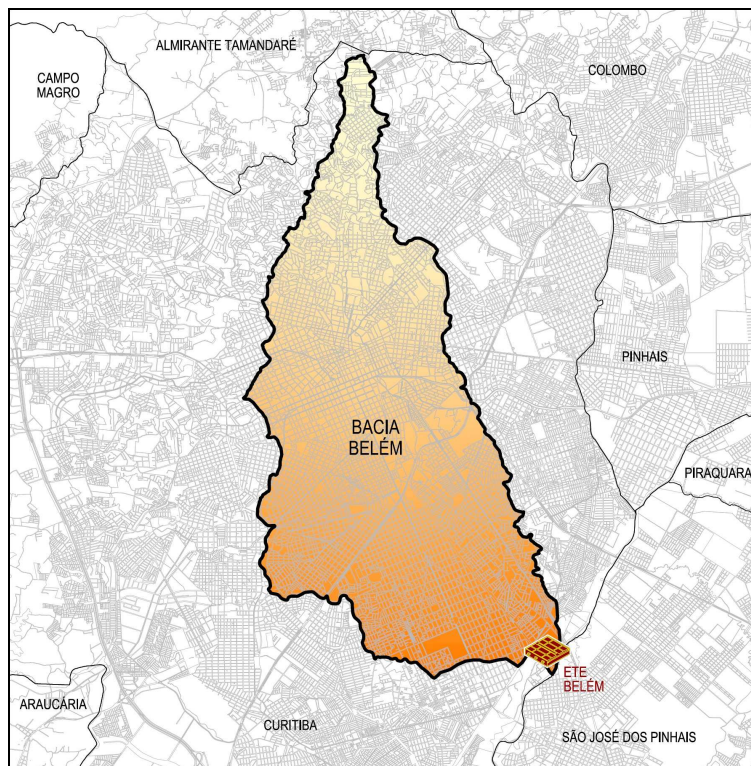 ALMIRANTE TAMANDARÉ
CAMPO
MAGRO
COLOMBO
PINHAIS
BACIA
BELÉM
PIRAQUARA
ETE
BELÉM
ARAUCÁRIA
CURITIBA
SÃO JOSÉ DOS PINHAIS